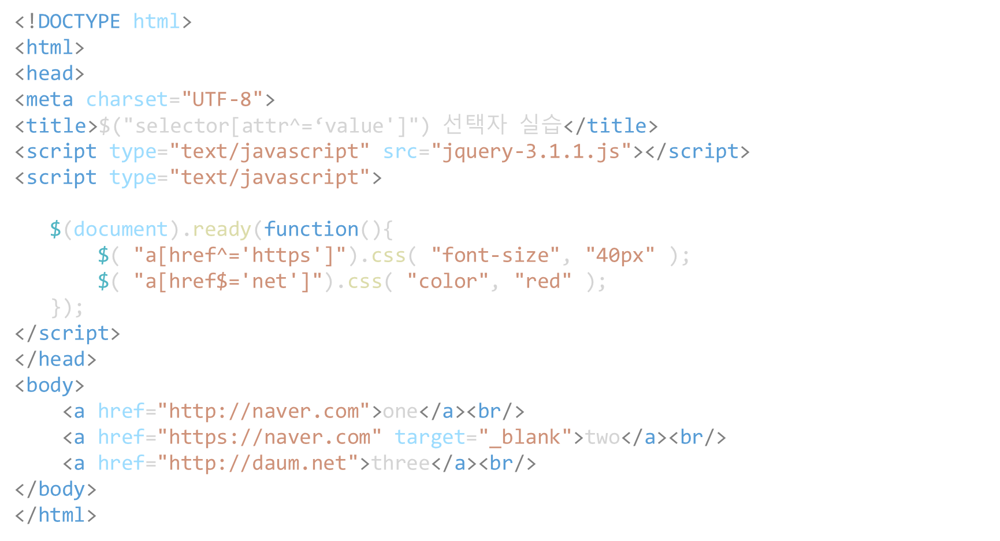 <!DOCTYPE html>
<html>
<head>
<meta charset="UTF-8">
<title>$("selector[attr^=‘value']") 선택자 실습</title>
<script type="text/javascript" src="jquery-3.1.1.js"></script>
<script type="text/javascript">
$(document).ready(function(){
$( "a[href^='https']").css( "font-size", "40px" );
$( "a[href$='net']").css( "color", "red" );
});
</script>
</head>
<body>
<a href="http://naver.com">one</a><br/>
<a href="https://naver.com" target="_blank">two</a><br/>
<a href="http://daum.net">three</a><br/>
</body>
</html>